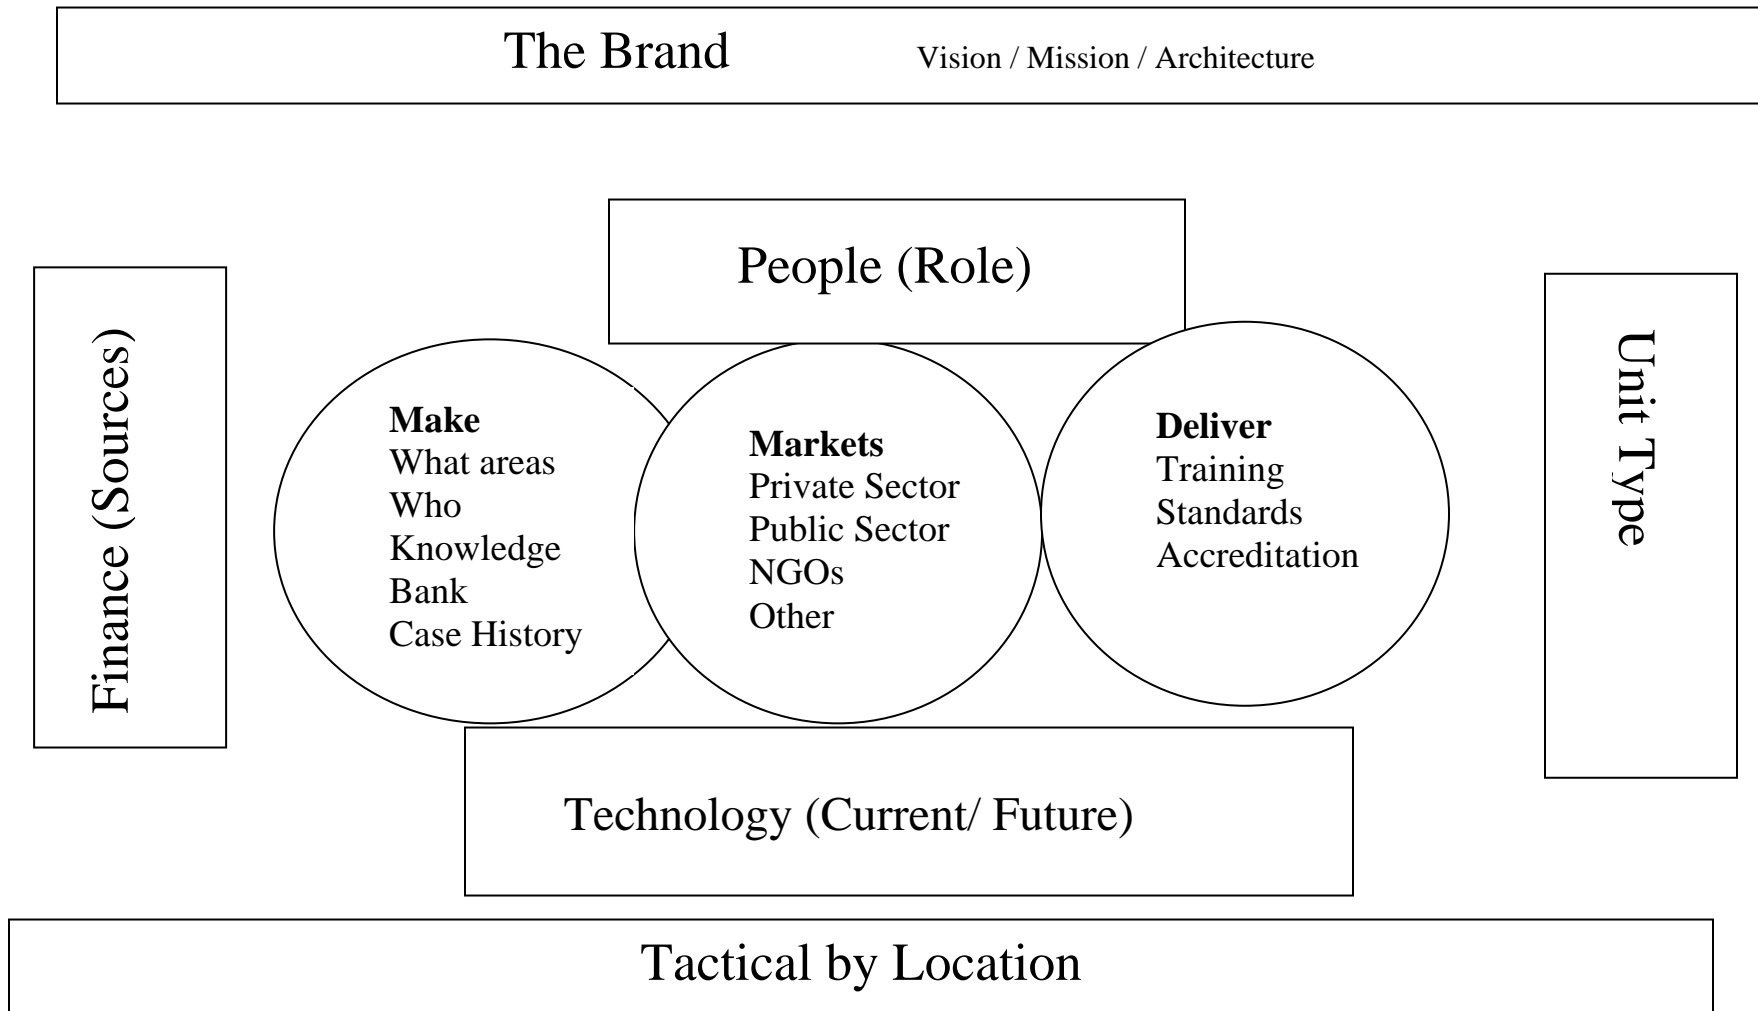 The Brand Vision / Mission / Architecture
People (Role)
Finance (Sources)
Make
What areas
Who
Knowledge
Bank
Case History
Markets
Private Sector
Public Sector
NGOs
Other
Deliver
Training
Standards
Accreditation
Unit Type
Technology (Current/ Future)
Tactical by Location